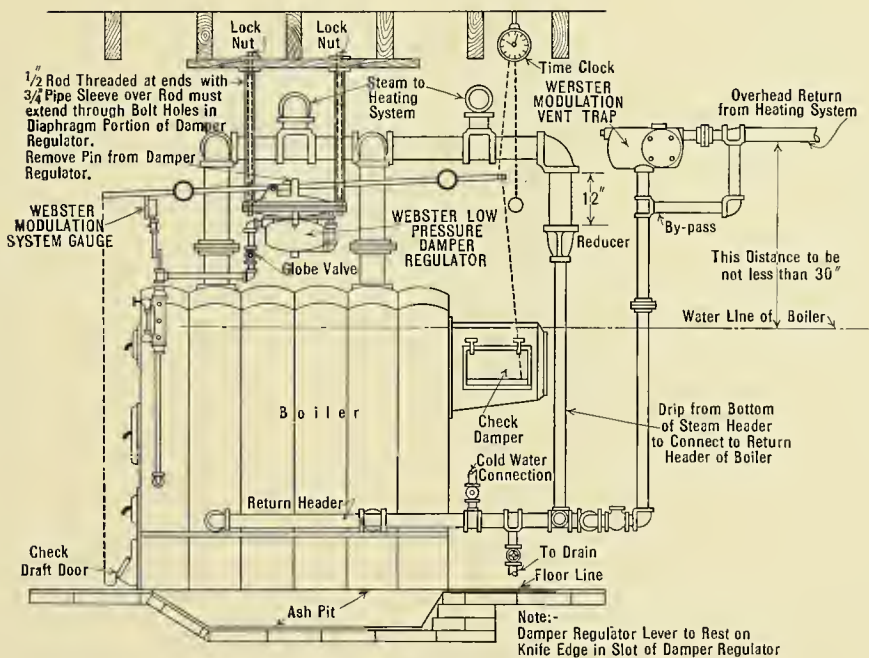 Lock
Nut
Lock
Nut
1/2" Rod Threaded at ends with
3/4" Pipe Sleeve over Rod must
extend through Bolt Holes in
Diaphragm Portion of Damper
Regulator.
Remove Pin from Damper
Regulator.
Steam to
Heating
System
Time Clock
WEBSTER
MODULATION
VENT TRAP
Overhead Return
from Heating System
WEBSTER
MODULATION
SYSTEM GAUGE
WEBSTER LOW
PRESSURE
DAMPER
REGULATOR
Globe Valve
12"
Reducer
By-pass
This Distance to be
not less than 30"
Water Line of Boiler
Boiler
Check
Damper
Drip from Bottom
of Steam Header
to Connect to Return
Header of Boiler
Cold Water
Connection
Return Header
Check
Draft Door
To Drain
Floor Line
Ash Pit
Note:-
Damper Regulator Lever to Rest on
Knife Edge in Slot of Damper Regulator